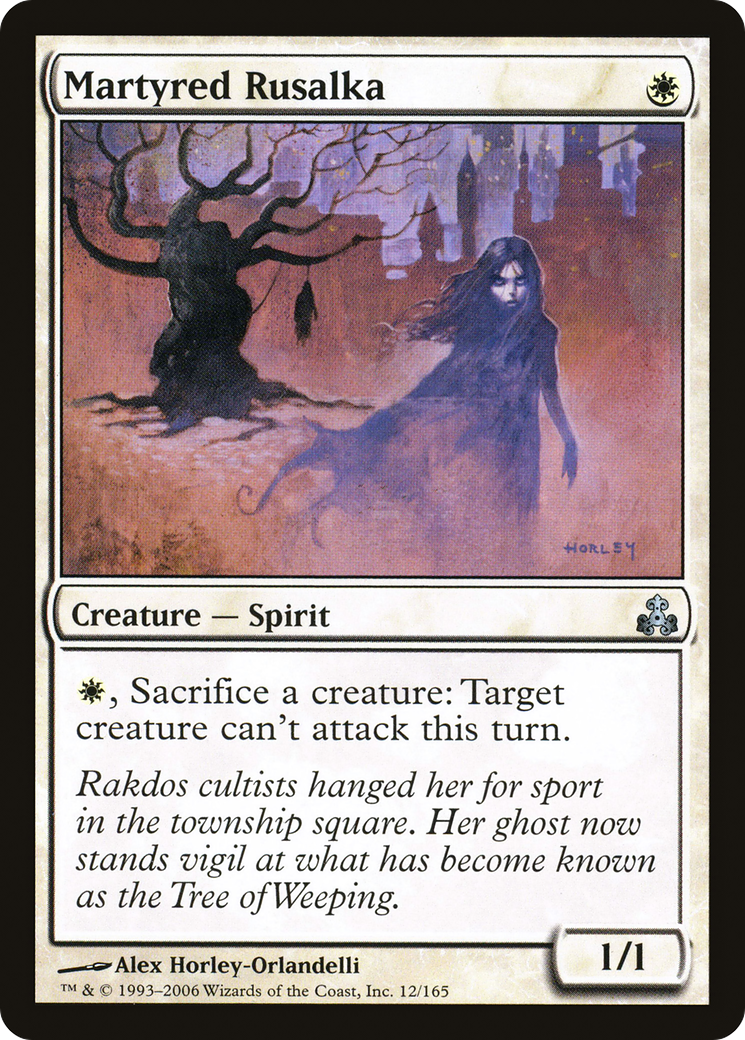 Martyred Rusalka
HORLEY
Creature — Spirit
, Sacrifice a creature: Target
creature can't attack this turn.
Rakdos cultists hanged her for sport
in the township square. Her ghost now
stands vigil at what has become known
as the Tree of Weeping.
1/1
Alex Horley-Orlandelli
™ & © 1993–2006 Wizards of the Coast, Inc. 12/165